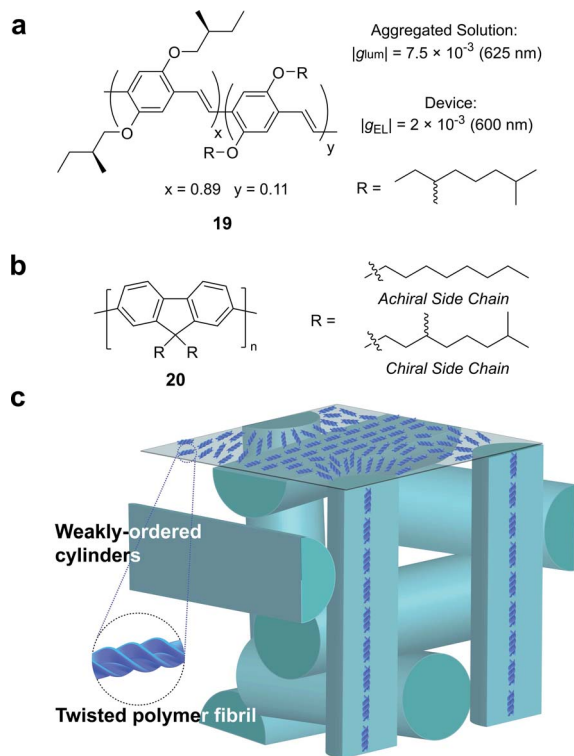 a
Aggregated Solution:
|glum| = 7.5 × 10⁻³ (625 nm)
Device:
|gEL| = 2 × 10⁻³ (600 nm)
O
O
O
R
x
R
O
y
x = 0.89 y = 0.11
R =
19
b
R R
n
20
R =
Achiral Side Chain
Chiral Side Chain
c
Weakly-ordered
cylinders
Twisted polymer fibril